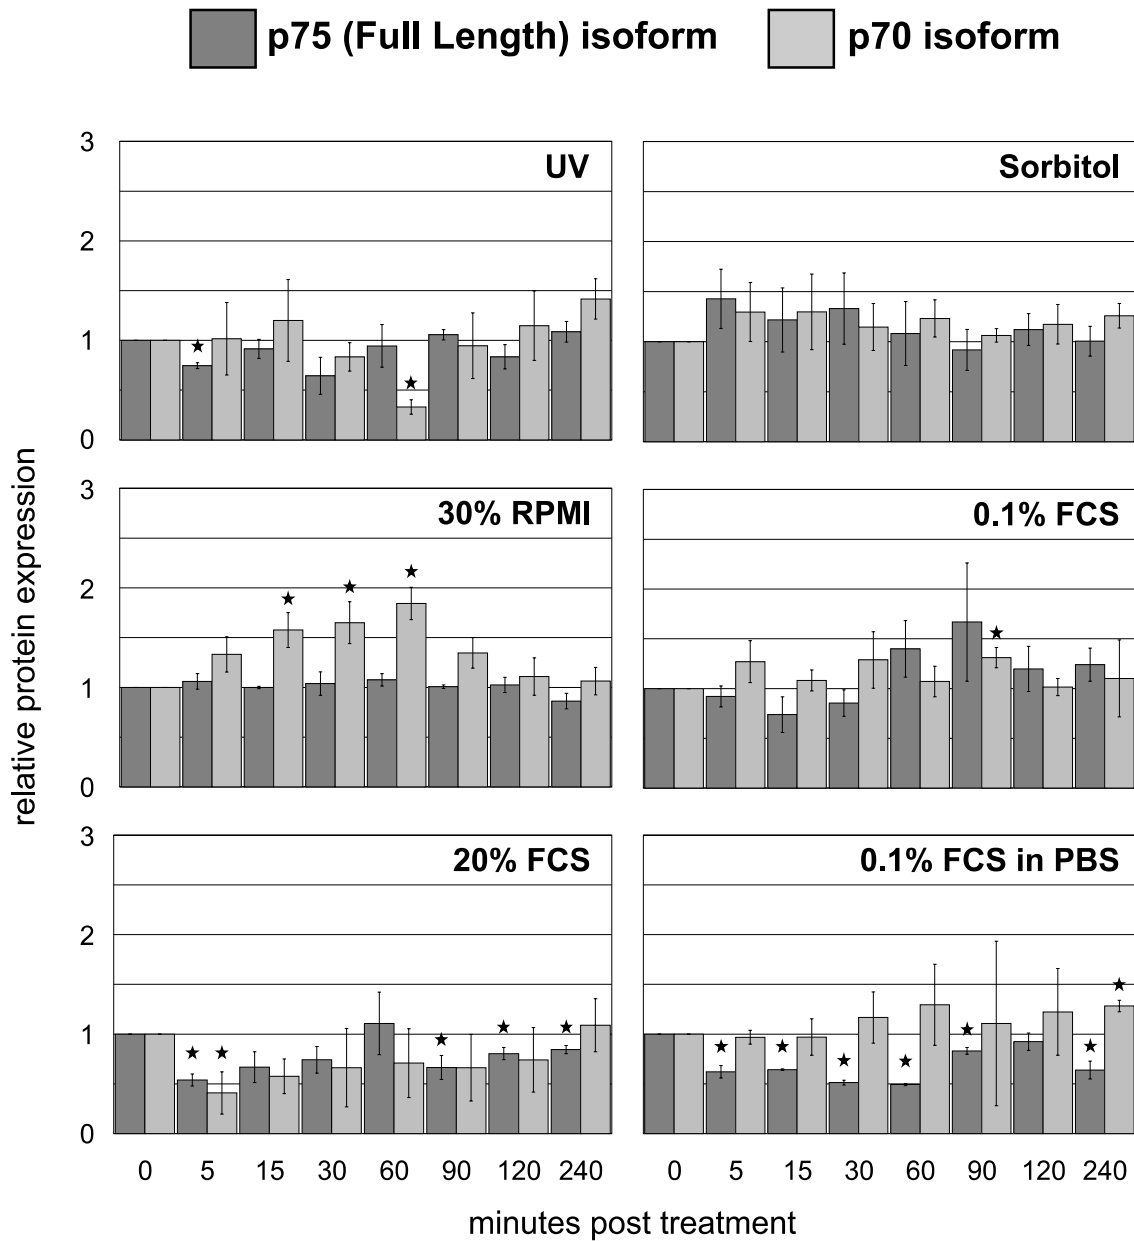 p75 (Full Length) isoform p70 isoform
UV
Sorbitol
3
2
1
0
30% RPMI
0.1% FCS
3
2
1
0
20% FCS
0.1% FCS in PBS
3
2
1
0
0 5 15 30 60 90 120 240
0 5 15 30 60 90 120 240
minutes post treatment
relative protein expression